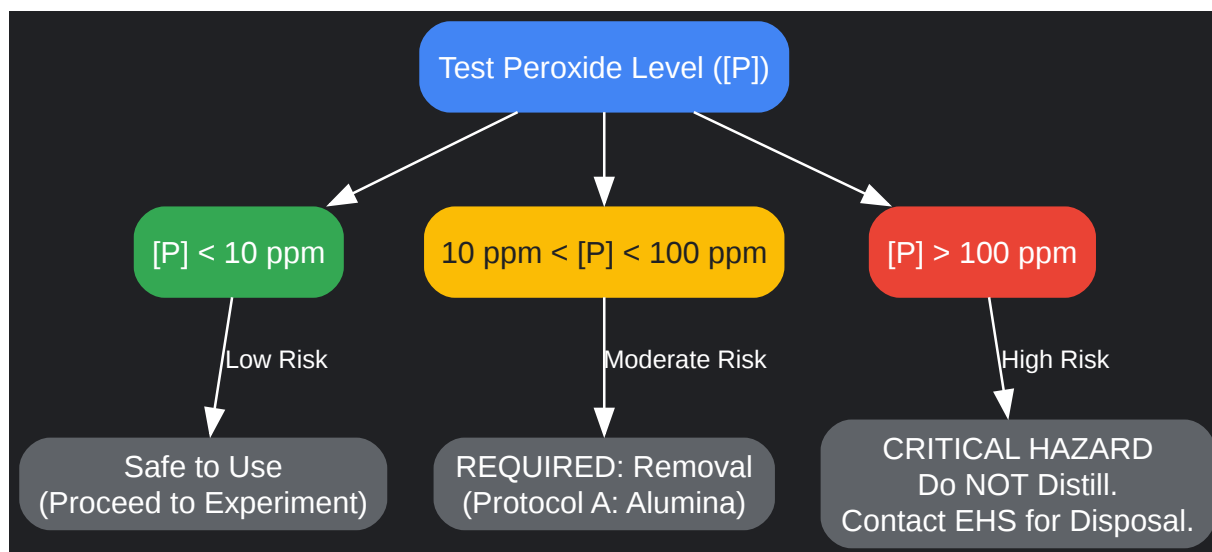 Test Peroxide Level ([P])
[P] < 10 ppm
10 ppm < [P] < 100 ppm
[P] > 100 ppm
Low Risk
Moderate Risk
High Risk
Safe to Use
(Proceed to Experiment)
REQUIRED: Removal
(Protocol A: Alumina)
CRITICAL HAZARD
Do NOT Distill.
Contact EHS for Disposal.